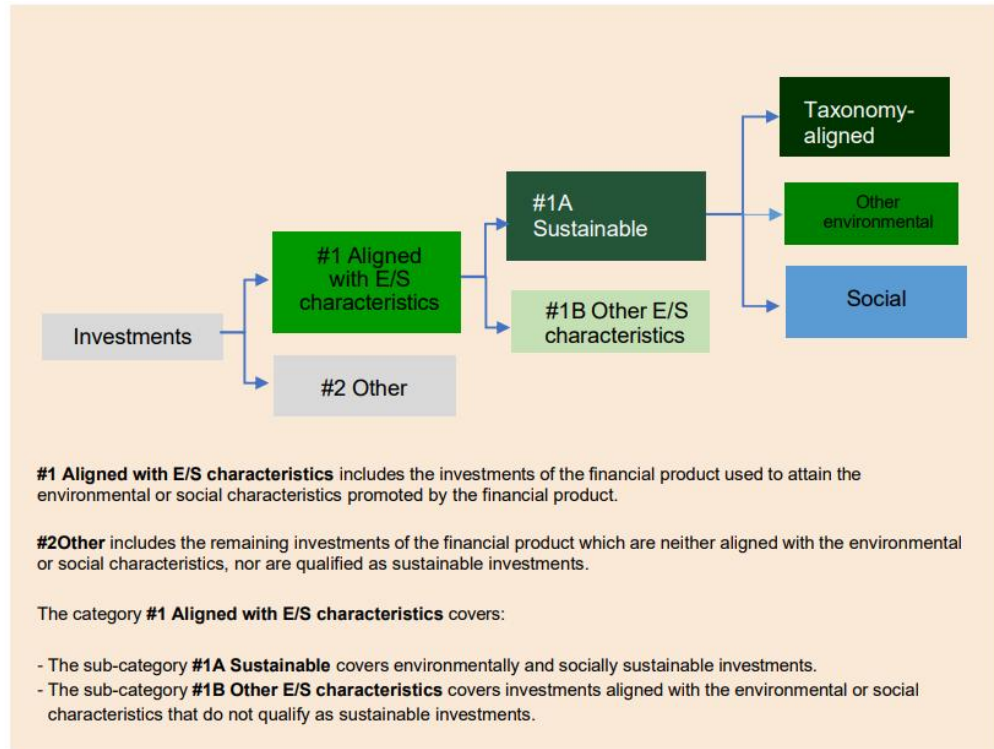 Taxonomy-
aligned
#1A
Sustainable
Other
environmental
#1 Aligned
with E/S
characteristics
Social
#1B Other E/S
characteristics
Investments
#2 Other
#1 Aligned with E/S characteristics includes the investments of the financial product used to attain the
environmental or social characteristics promoted by the financial product.
#2Other includes the remaining investments of the financial product which are neither aligned with the environmental
or social characteristics, nor are qualified as sustainable investments.
The category #1 Aligned with E/S characteristics covers:
- The sub-category #1A Sustainable covers environmentally and socially sustainable investments.
- The sub-category #1B Other E/S characteristics covers investments aligned with the environmental or social
characteristics that do not qualify as sustainable investments.